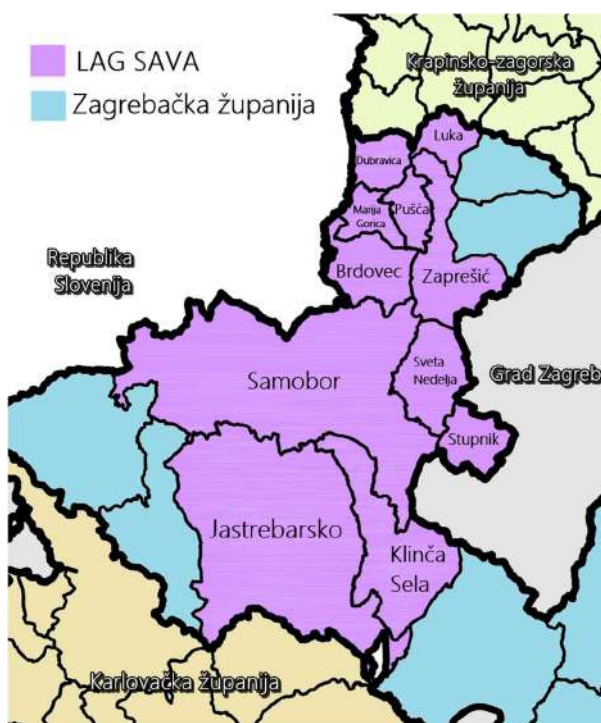 LAG SAVA
Zagrebačka županija
Krapinsko-zagorska
županija
Luka
Dubravica
Marija
Gorica
Pušća
Republika
Slovenija
Brdovec
Zaprešić
Samobor
Sveta
Nedelja
Grad Zagreb
Stupnik
Jastrebarsko
Klinča
Sela
Karlovačka županija